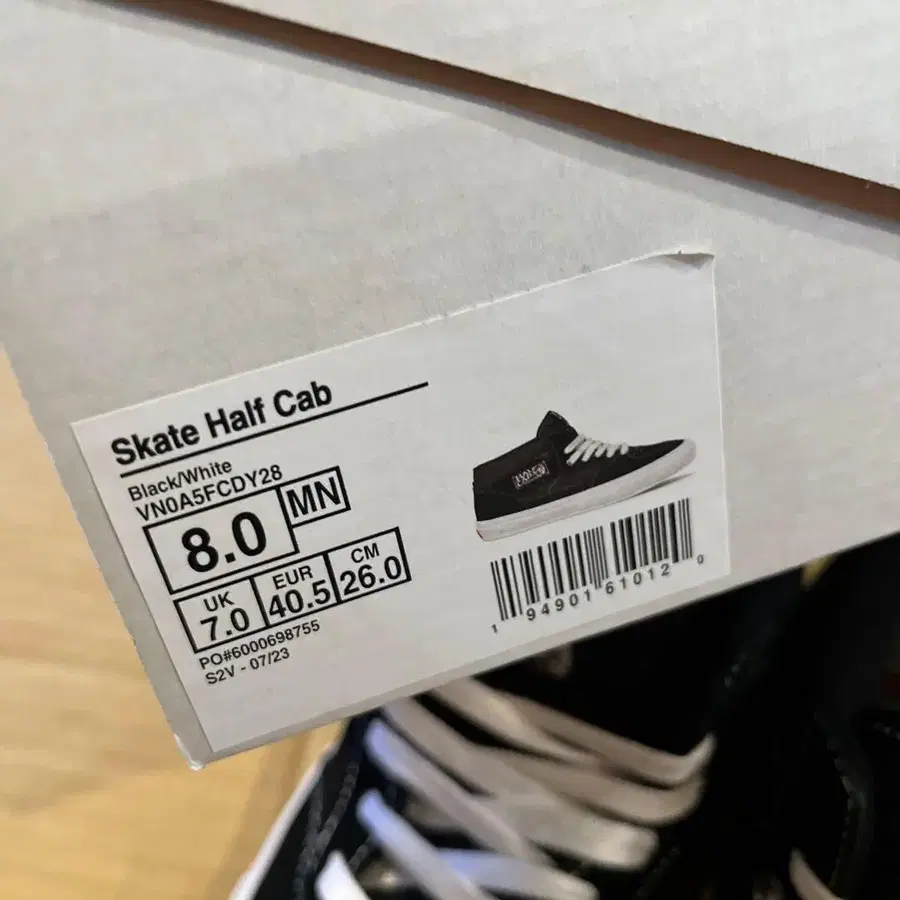 Skate Half Cab
Black/White
VN0A5FCDY28
8.0 MN
UK EUR CM
7.0 40.5 26.0
PO#6000698755
S2V - 07/23
1 94901 61012 0